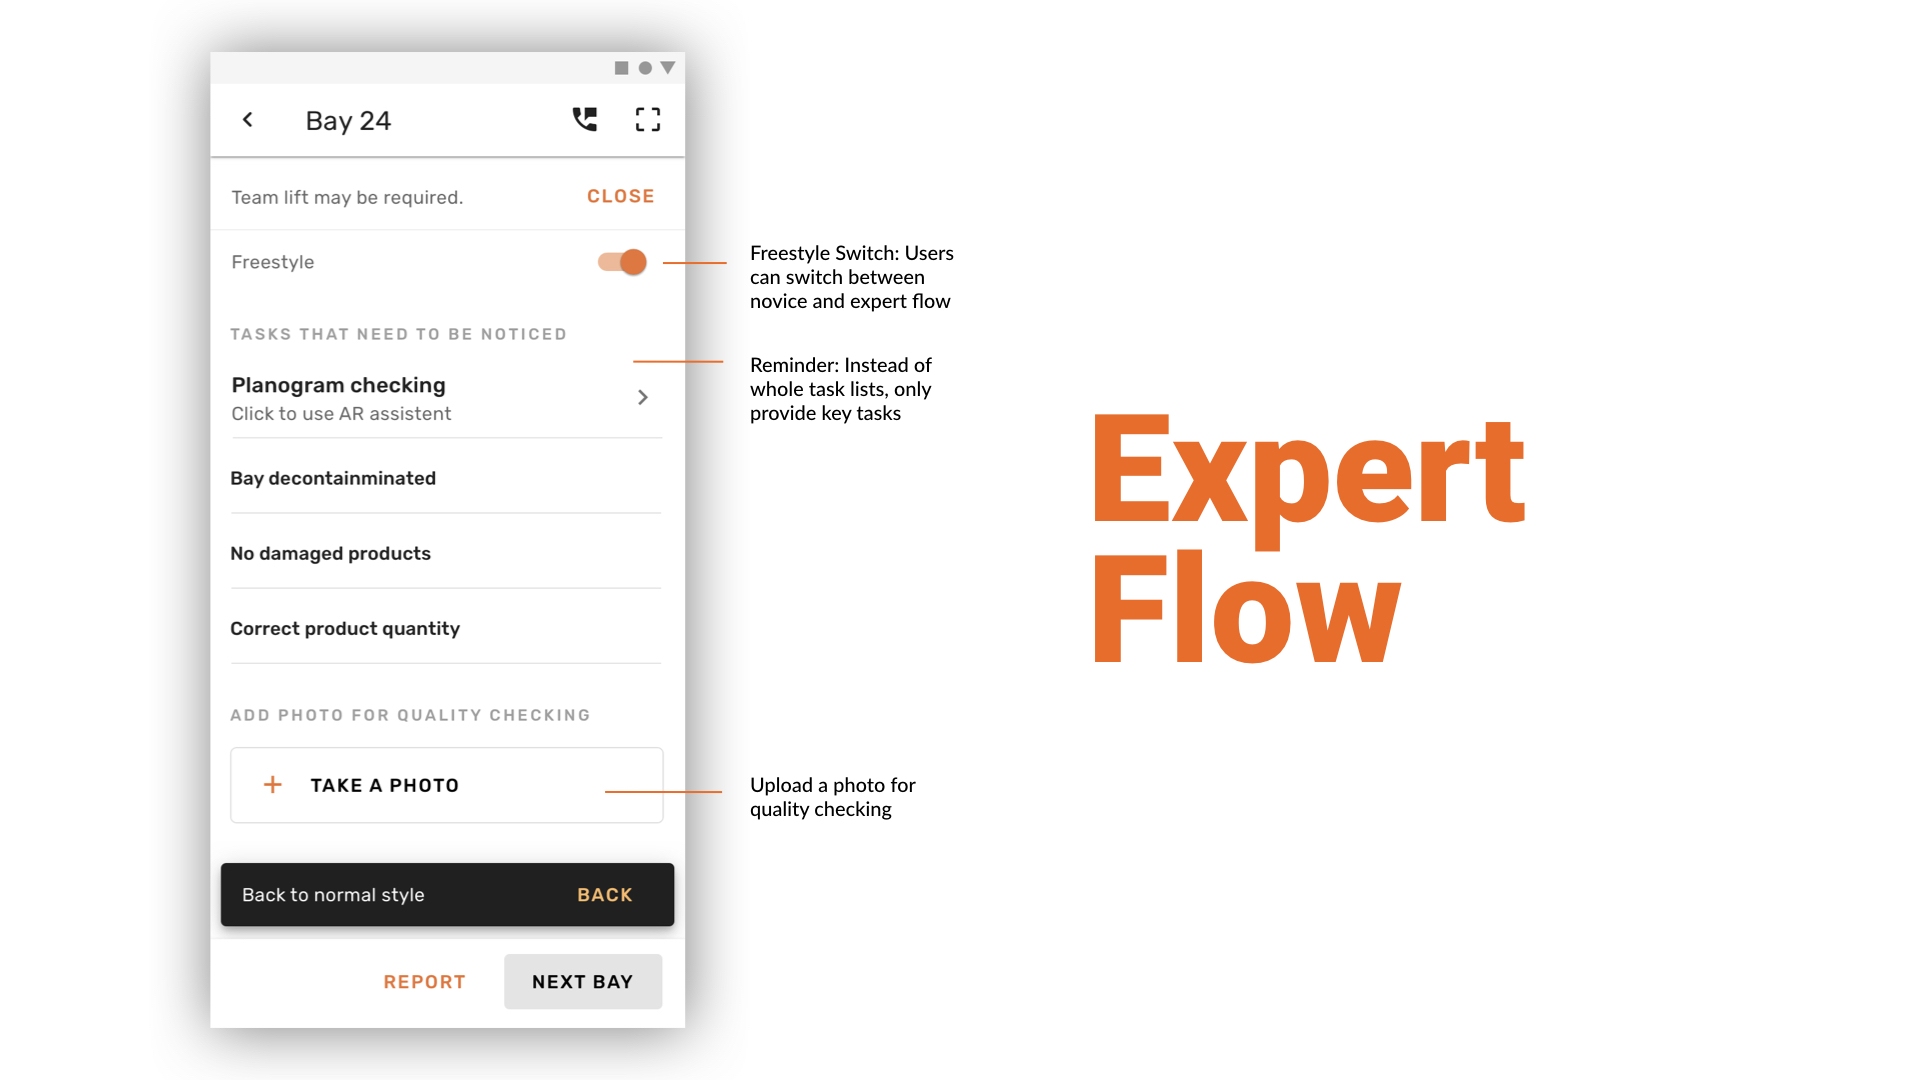 Bay 24
Team lift may be required.
CLOSE
Freestyle
TASKS THAT NEED TO BE NOTICED
Planogram checking
Click to use AR assistent
Bay decontainminated
No damaged products
Correct product quantity
ADD PHOTO FOR QUALITY CHECKING
+ TAKE A PHOTO
Back to normal style
BACK
REPORT
NEXT BAY
Freestyle Switch: Users
can switch between
novice and expert flow
Reminder: Instead of
whole task lists, only
provide key tasks
Upload a photo for
quality checking
Expert
Flow